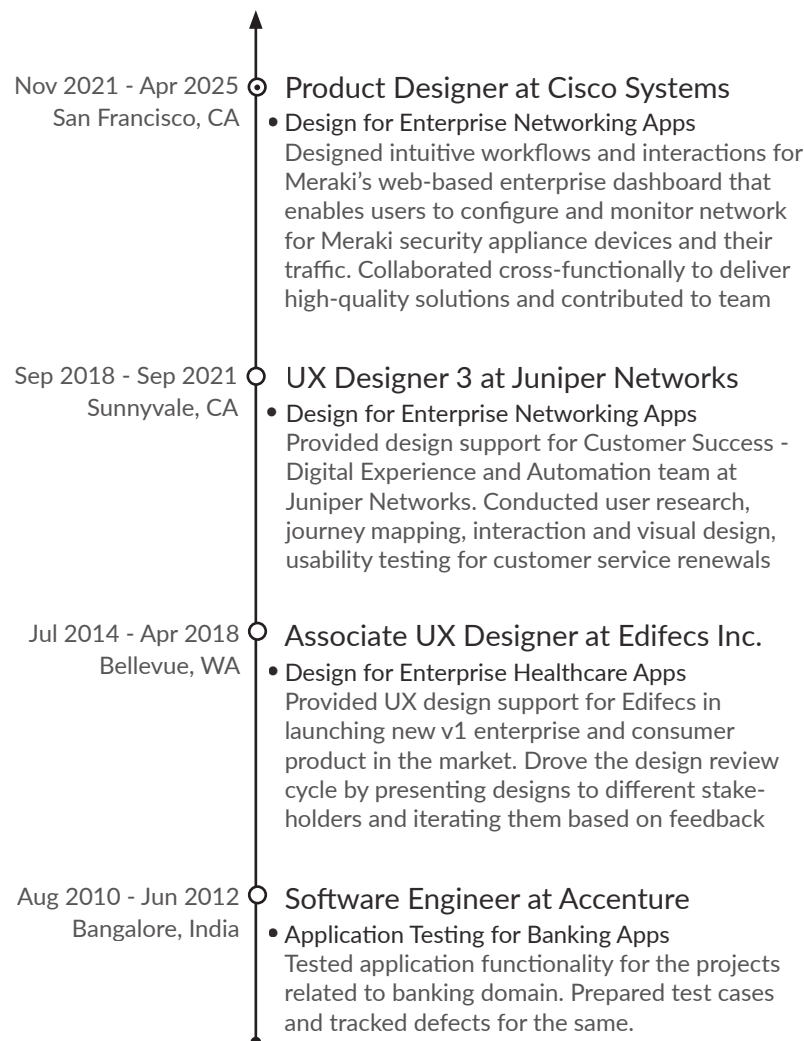 Nov 2021 - Apr 2025
San Francisco, CA
Product Designer at Cisco Systems
• Design for Enterprise Networking Apps
Designed intuitive workflows and interactions for
Meraki’s web-based enterprise dashboard that
enables users to configure and monitor network
for Meraki security appliance devices and their
traffic. Collaborated cross-functionally to deliver
high-quality solutions and contributed to team
Sep 2018 - Sep 2021
Sunnyvale, CA
UX Designer 3 at Juniper Networks
• Design for Enterprise Networking Apps
Provided design support for Customer Success -
Digital Experience and Automation team at
Juniper Networks. Conducted user research,
journey mapping, interaction and visual design,
usability testing for customer service renewals
Jul 2014 - Apr 2018
Bellevue, WA
Associate UX Designer at Edifecs Inc.
• Design for Enterprise Healthcare Apps
Provided UX design support for Edifecs in
launching new v1 enterprise and consumer
product in the market. Drove the design review
cycle by presenting designs to different stake-
holders and iterating them based on feedback
Aug 2010 - Jun 2012
Bangalore, India
Software Engineer at Accenture
• Application Testing for Banking Apps
Tested application functionality for the projects
related to banking domain. Prepared test cases
and tracked defects for the same.